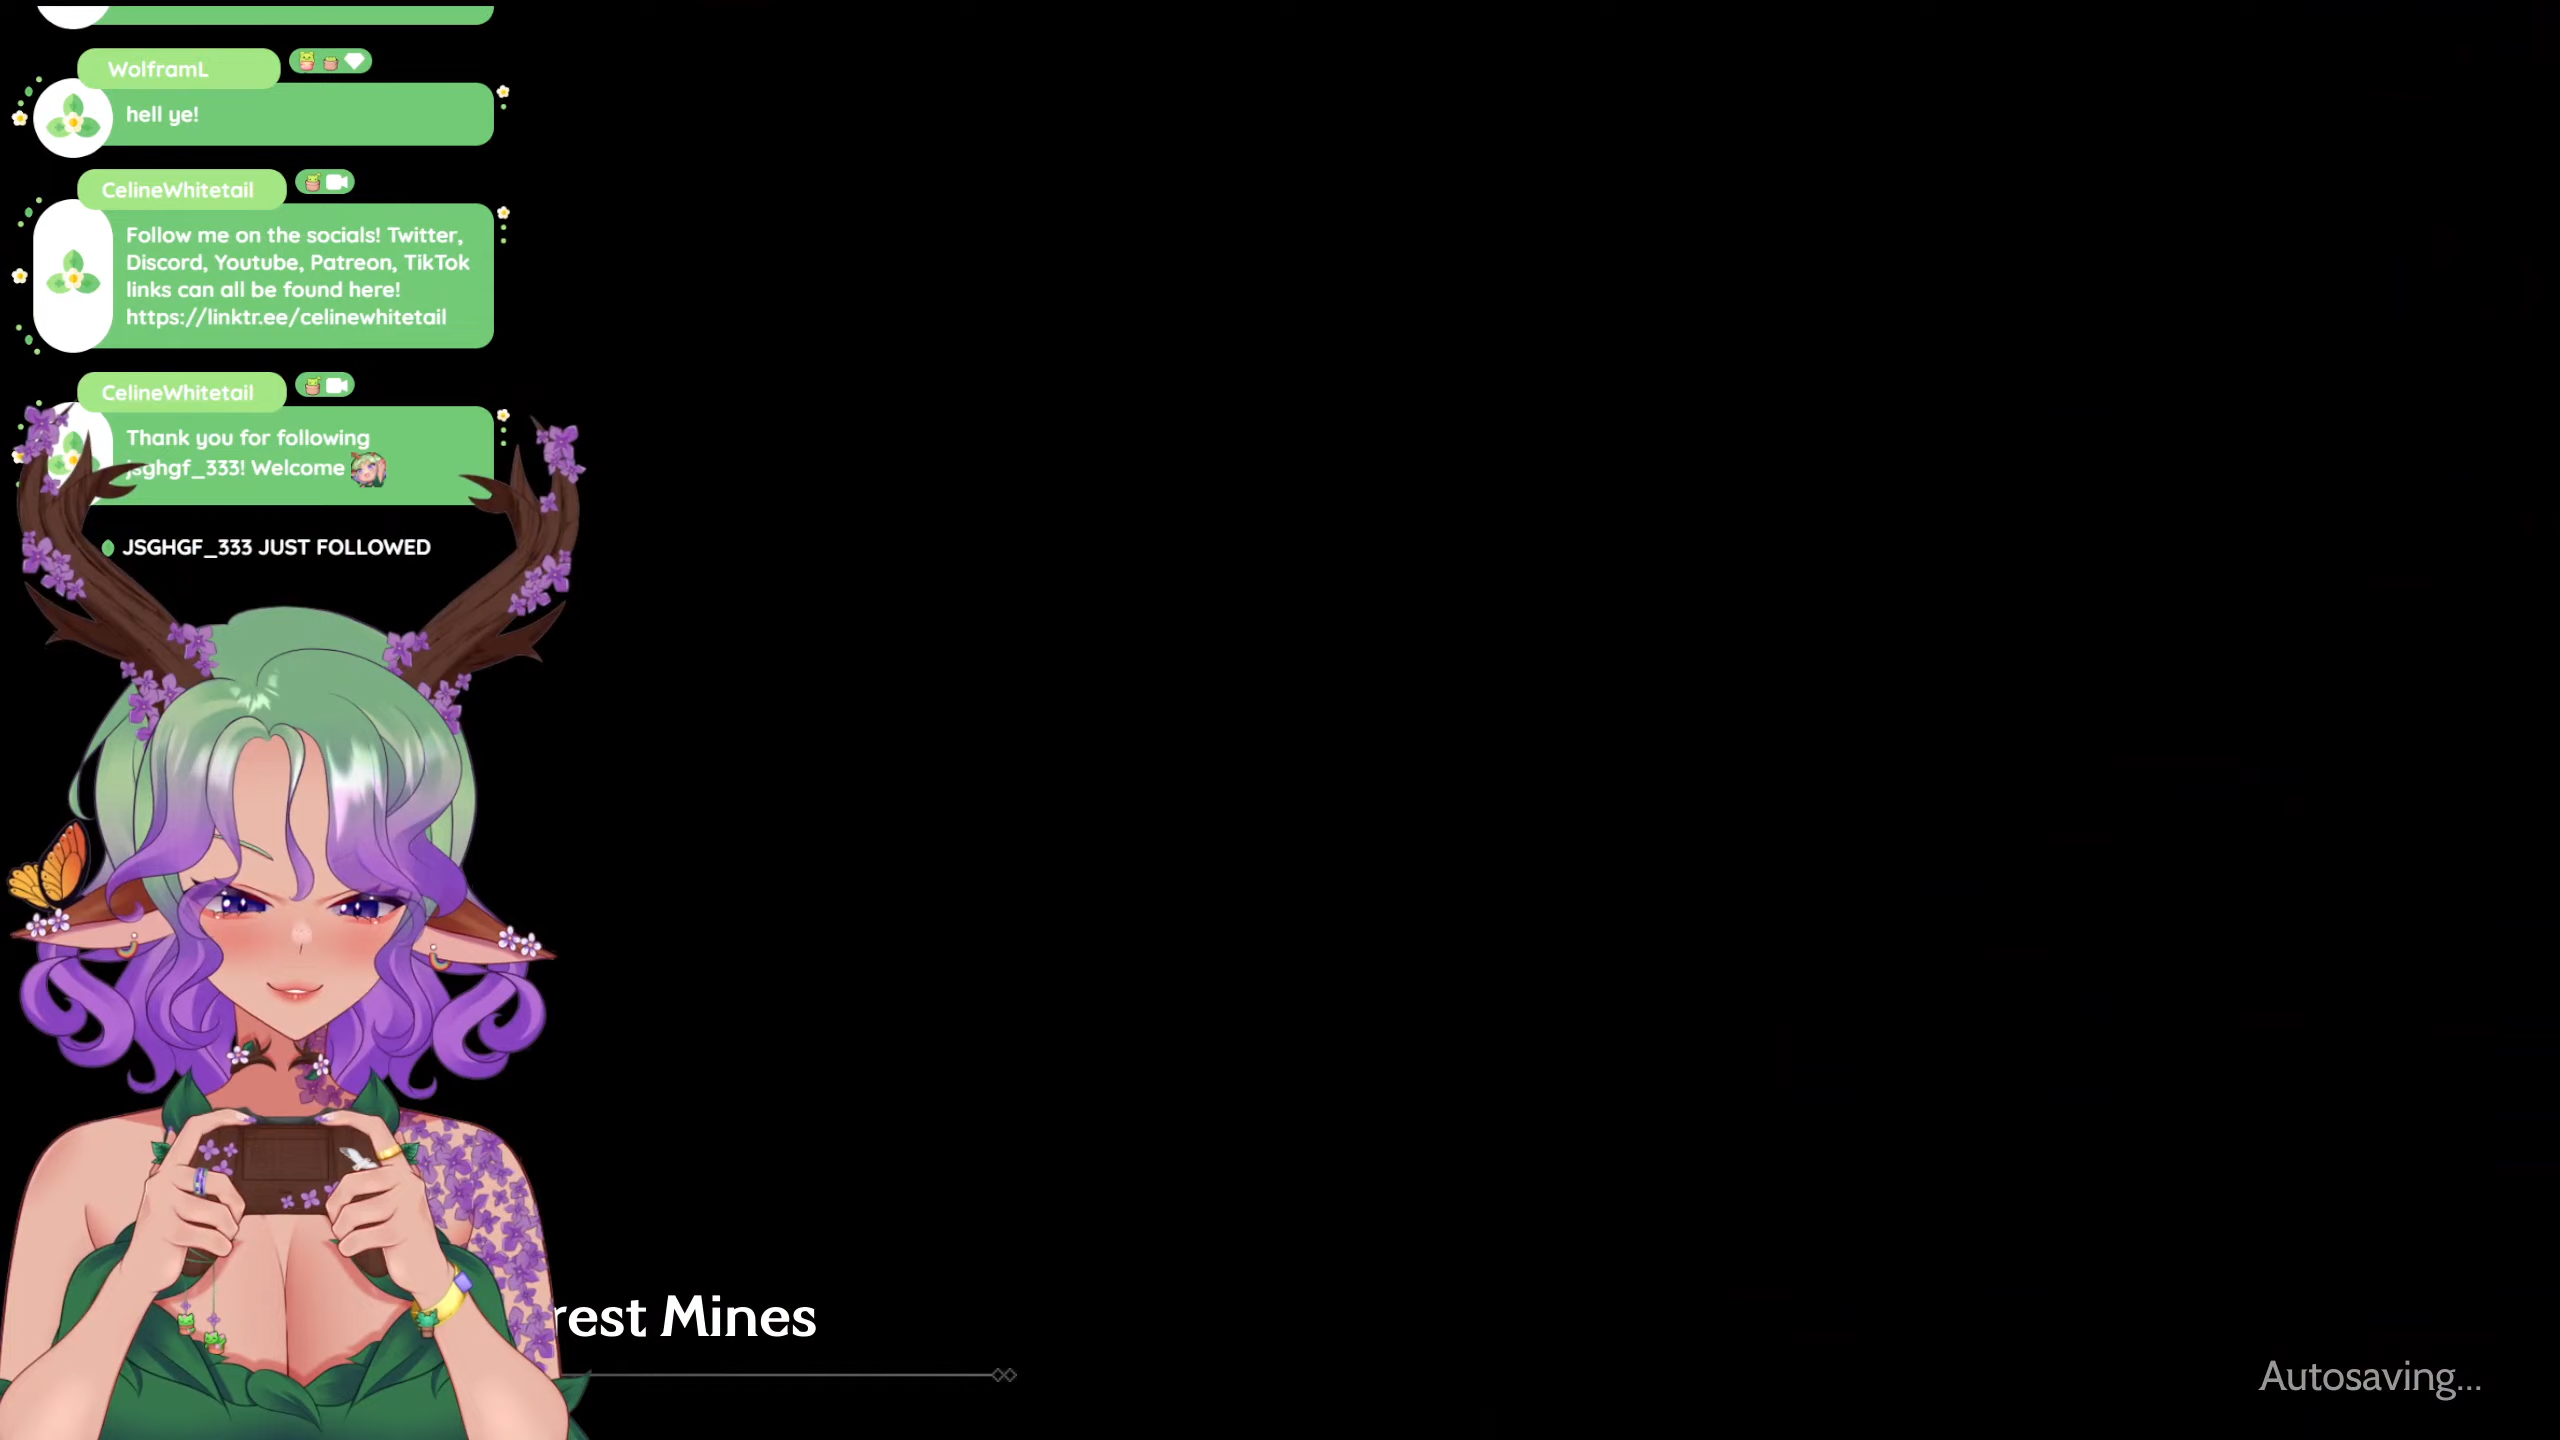 WolframL
hell ye!
CelineWhitetail
Follow me on the socials! Twitter,
Discord, Youtube, Patreon, TikTok
links can all be found here!
https://linktr.ee/celinewhitetail
CelineWhitetail
Thank you for following
jsghgf_333! Welcome
JSGHGF_333 JUST FOLLOWED
rest Mines
Autosaving...